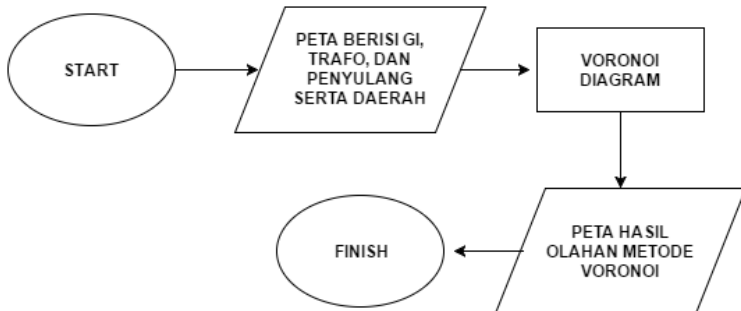 START
PETA BERISI GI,
TRAFO, DAN
PENYULANG
SERTA DAERAH
VORONOI
DIAGRAM
PETA HASIL
OLAHAN METODE
VORONOI
FINISH